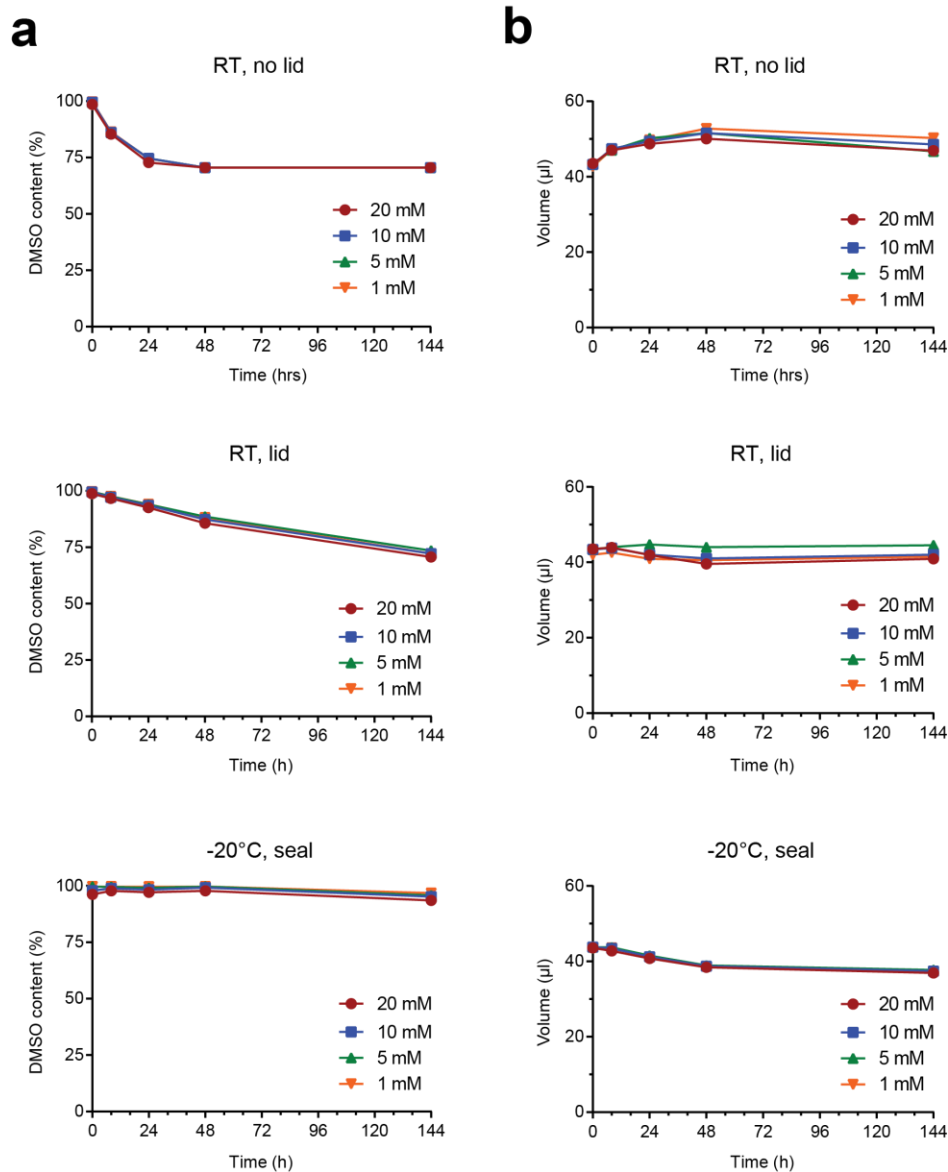 a
RT, no lid
DMSO content (%)
100
75
50
25
0
0 24 48 72 96 120 144
Time (hrs)
20 mM
10 mM
5 mM
1 mM
b
RT, no lid
Volume (µl)
60
40
20
0
0 24 48 72 96 120 144
Time (hrs)
20 mM
10 mM
5 mM
1 mM
RT, lid
DMSO content (%)
100
75
50
25
0
0 24 48 72 96 120 144
Time (h)
20 mM
10 mM
5 mM
1 mM
RT, lid
Volume (µl)
60
40
20
0
0 24 48 72 96 120 144
Time (h)
20 mM
10 mM
5 mM
1 mM
-20°C, seal
DMSO content (%)
100
75
50
25
0
0 24 48 72 96 120 144
Time (h)
20 mM
10 mM
5 mM
1 mM
-20°C, seal
Volume (µl)
60
40
20
0
0 24 48 72 96 120 144
Time (h)
20 mM
10 mM
5 mM
1 mM